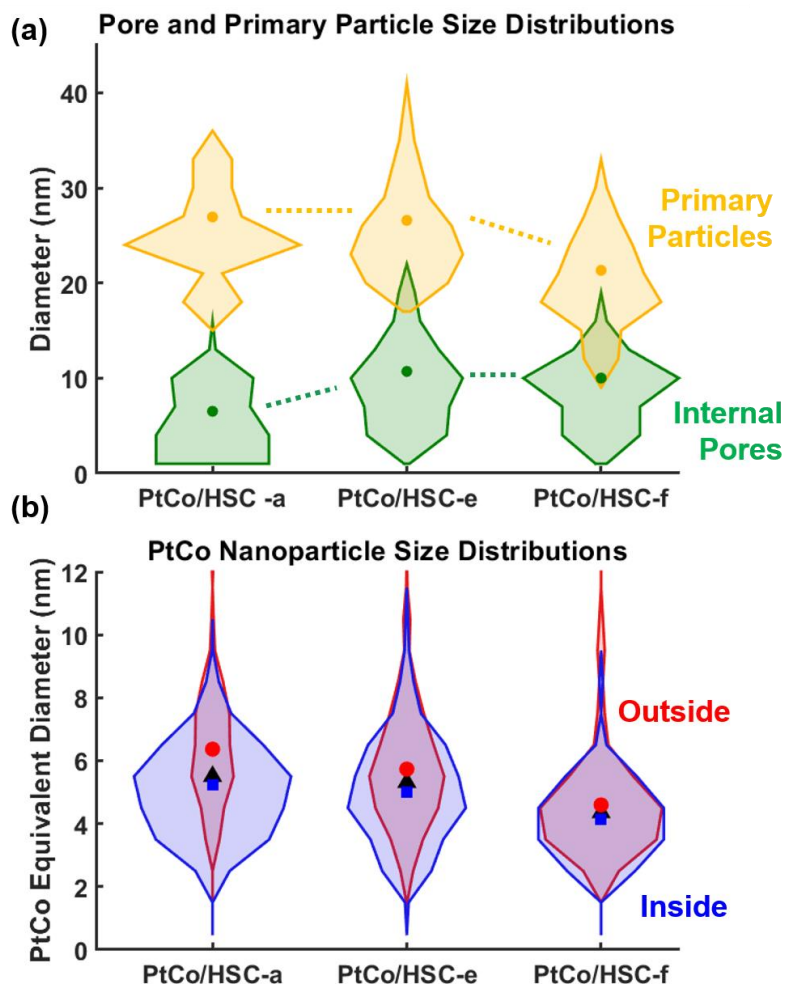 (a)
Pore and Primary Particle Size Distributions
Diameter (nm)
40
30
20
10
0
Primary
Particles
Internal
Pores
PtCo/HSC -a
PtCo/HSC-e
PtCo/HSC-f
(b)
PtCo Nanoparticle Size Distributions
PtCo Equivalent Diameter (nm)
12
10
8
6
4
2
0
Outside
Inside
PtCo/HSC-a
PtCo/HSC-e
PtCo/HSC-f